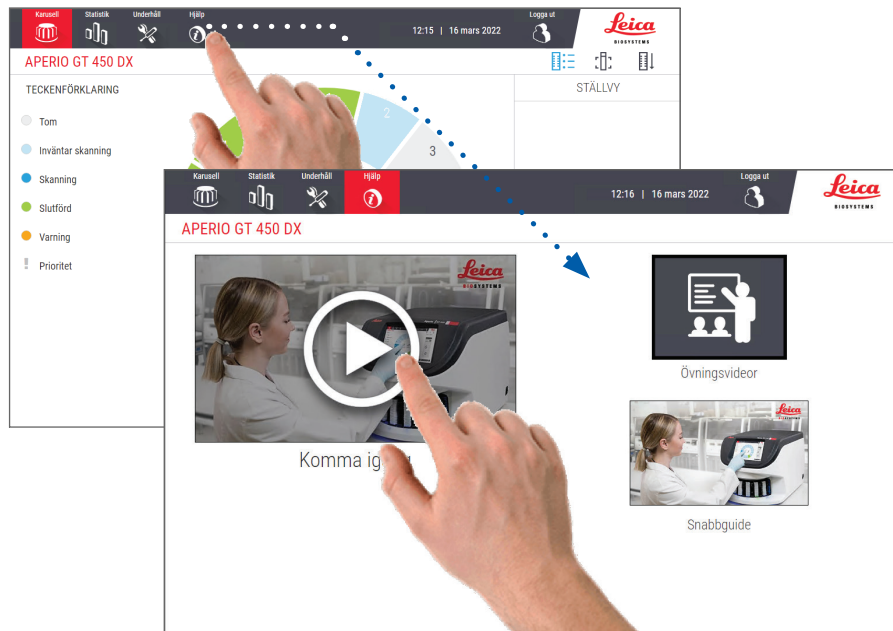 Karusell Statistik Underhåll Hjälp Logga ut
12:15 | 16 mars 2022
Leica
BIOSYSTEMS
APERIO GT 450 DX
TECKENFÖRKLARING
STÄLLVY
Tom
Inväntar skanning
Skanning
Slutförd
Varning
Prioritet
2
3
Karusell Statistik Underhåll Hjälp Logga ut
12:16 | 16 mars 2022
Leica
BIOSYSTEMS
APERIO GT 450 DX
Leica
BIOSYSTEMS
Komma ig
Övningsvideor
Leica
Snabbguide